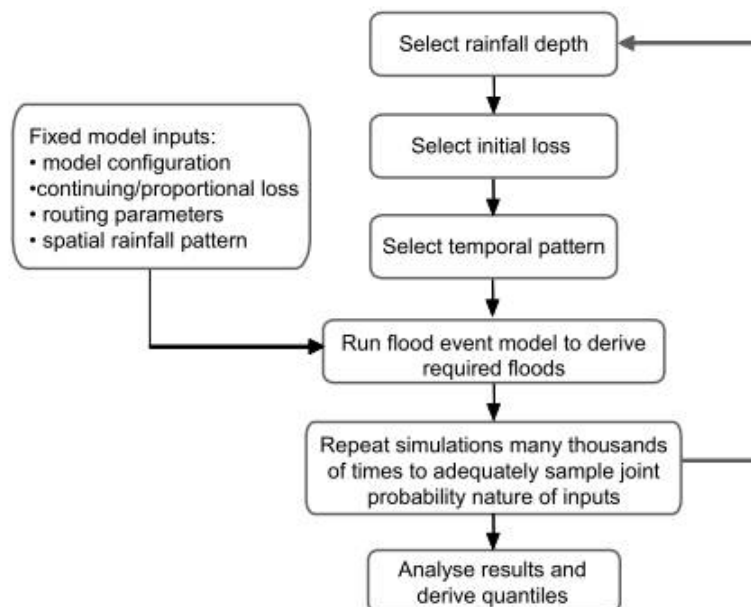 Select rainfall depth
Fixed model inputs:
• model configuration
•continuing/proportional loss
• routing parameters
• spatial rainfall pattern
Select initial loss
Select temporal pattern
Run flood event model to derive
required floods
Repeat simulations many thousands
of times to adequately sample joint
probability nature of inputs
Analyse results and
derive quantiles